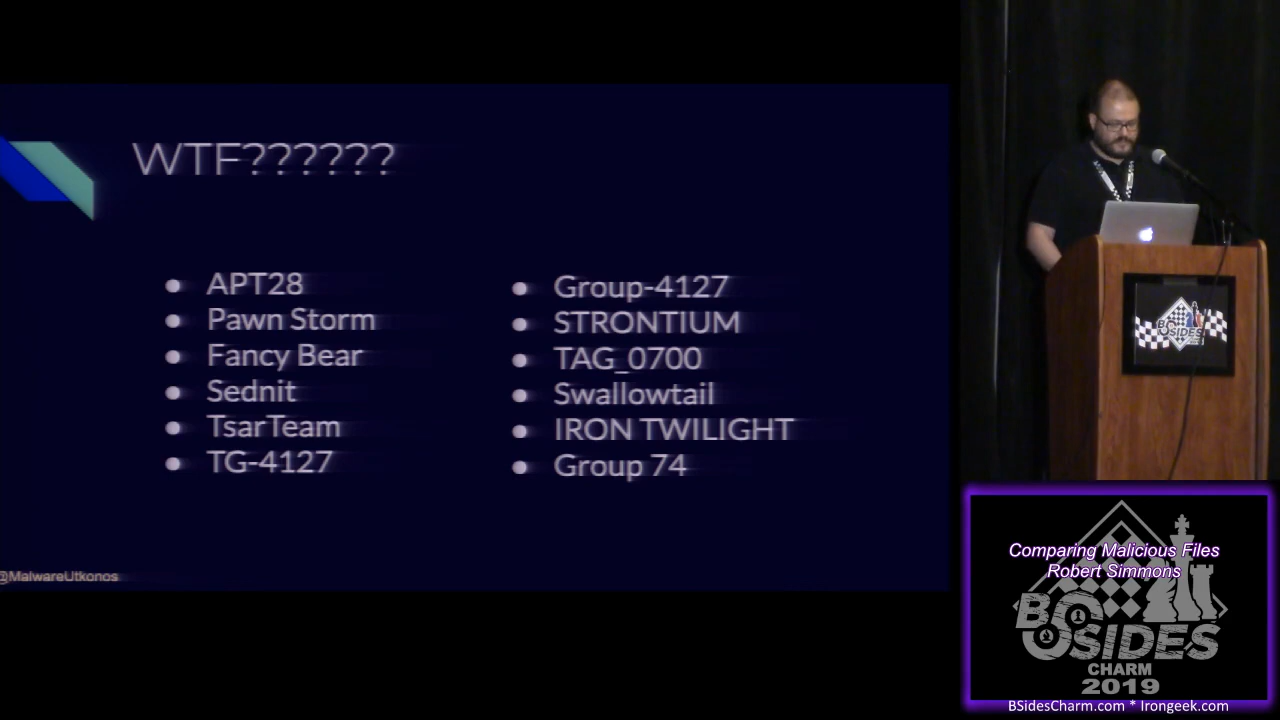 WTF??????
APT28
Pawn Storm
Fancy Bear
Sednit
TsarTeam
TG-4127
Group-4127
STRONTIUM
TAG_0700
Swallowtail
IRON TWILIGHT
Group 74
@MalwareUtkonos
BSIDES
Comparing Malicious Files
Robert Simmons
BSIDES
CHARM
2019
BSidesCharm.com * Irongeek.com